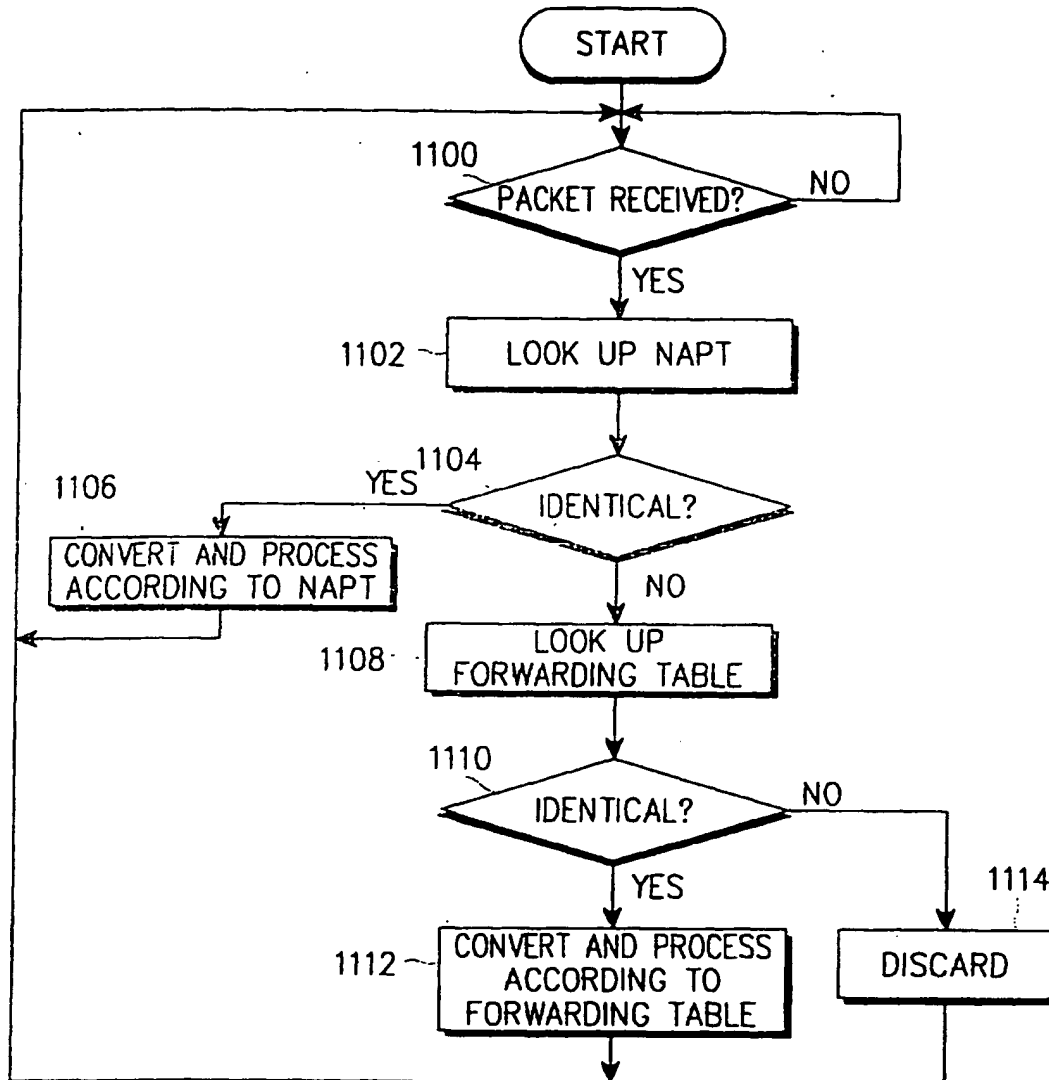 START
1100
PACKET RECEIVED?
NO
YES
1102
LOOK UP NAPT
1104
YES
IDENTICAL?
1106
CONVERT AND PROCESS
ACCORDING TO NAPT
NO
1108
LOOK UP
FORWARDING TABLE
1110
IDENTICAL?
NO
YES
1114
1112
CONVERT AND PROCESS
ACCORDING TO
FORWARDING TABLE
DISCARD